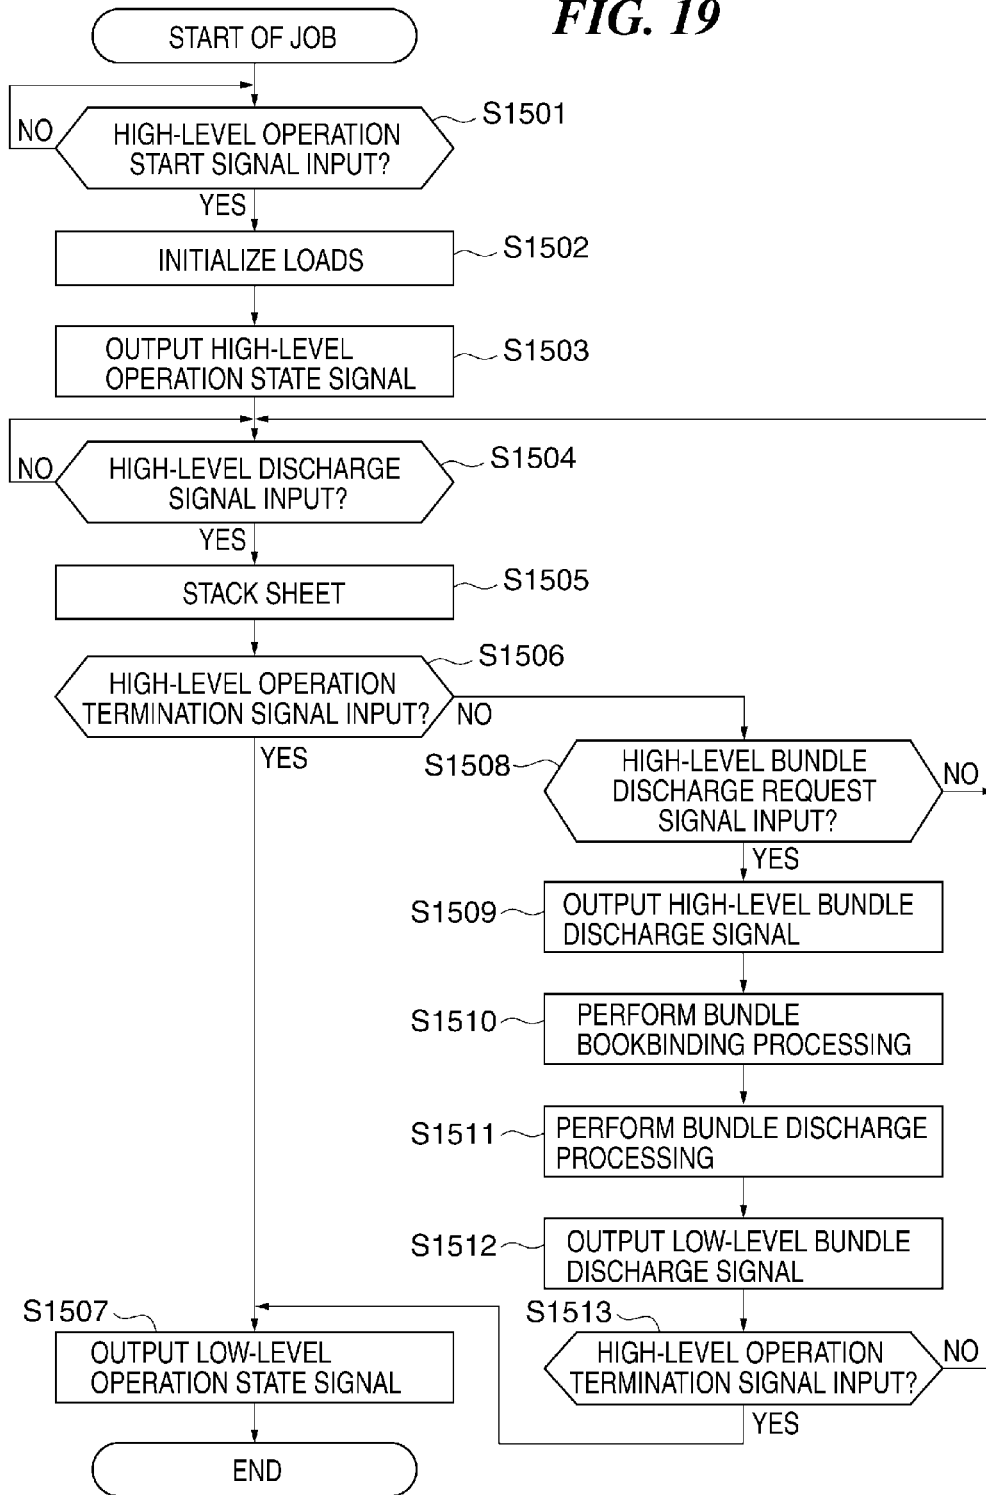 FIG. 19
START OF JOB
S1501
HIGH-LEVEL OPERATION
START SIGNAL INPUT?
NO
YES
S1502
INITIALIZE LOADS
S1503
OUTPUT HIGH-LEVEL
OPERATION STATE SIGNAL
S1504
HIGH-LEVEL DISCHARGE
SIGNAL INPUT?
NO
YES
S1505
STACK SHEET
S1506
HIGH-LEVEL OPERATION
TERMINATION SIGNAL INPUT?
NO
YES
S1508
HIGH-LEVEL BUNDLE
DISCHARGE REQUEST
SIGNAL INPUT?
NO
YES
S1509
OUTPUT HIGH-LEVEL BUNDLE
DISCHARGE SIGNAL
S1510
PERFORM BUNDLE
BOOKBINDING PROCESSING
S1511
PERFORM BUNDLE DISCHARGE
PROCESSING
S1512
OUTPUT LOW-LEVEL BUNDLE
DISCHARGE SIGNAL
S1513
HIGH-LEVEL OPERATION
TERMINATION SIGNAL INPUT?
NO
YES
S1507
OUTPUT LOW-LEVEL
OPERATION STATE SIGNAL
END